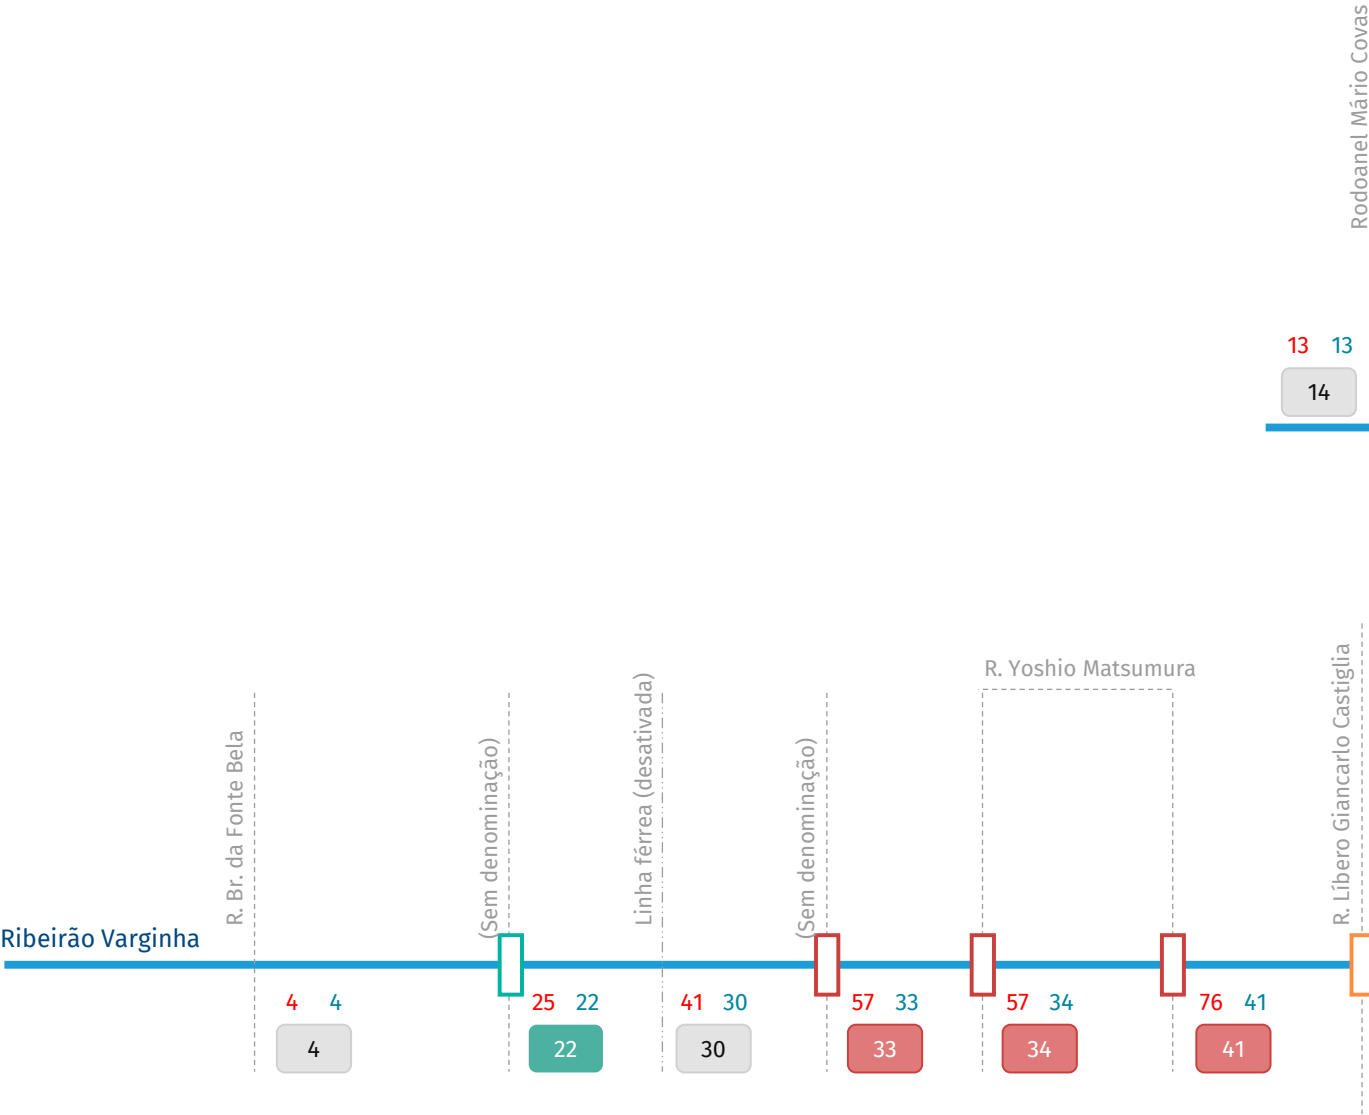 Rodoanel Mário Covas
13 13
14
R. Yoshio Matsumura
R. Br. da Fonte Bela
(Sem denominação)
Linha férrea (desativada)
(Sem denominação)
R. Líbero Giancarlo Castiglia
Ribeirão Varginha
4 4
25 22
41 30
57 33
57 34
76 41
4
22
30
33
34
41